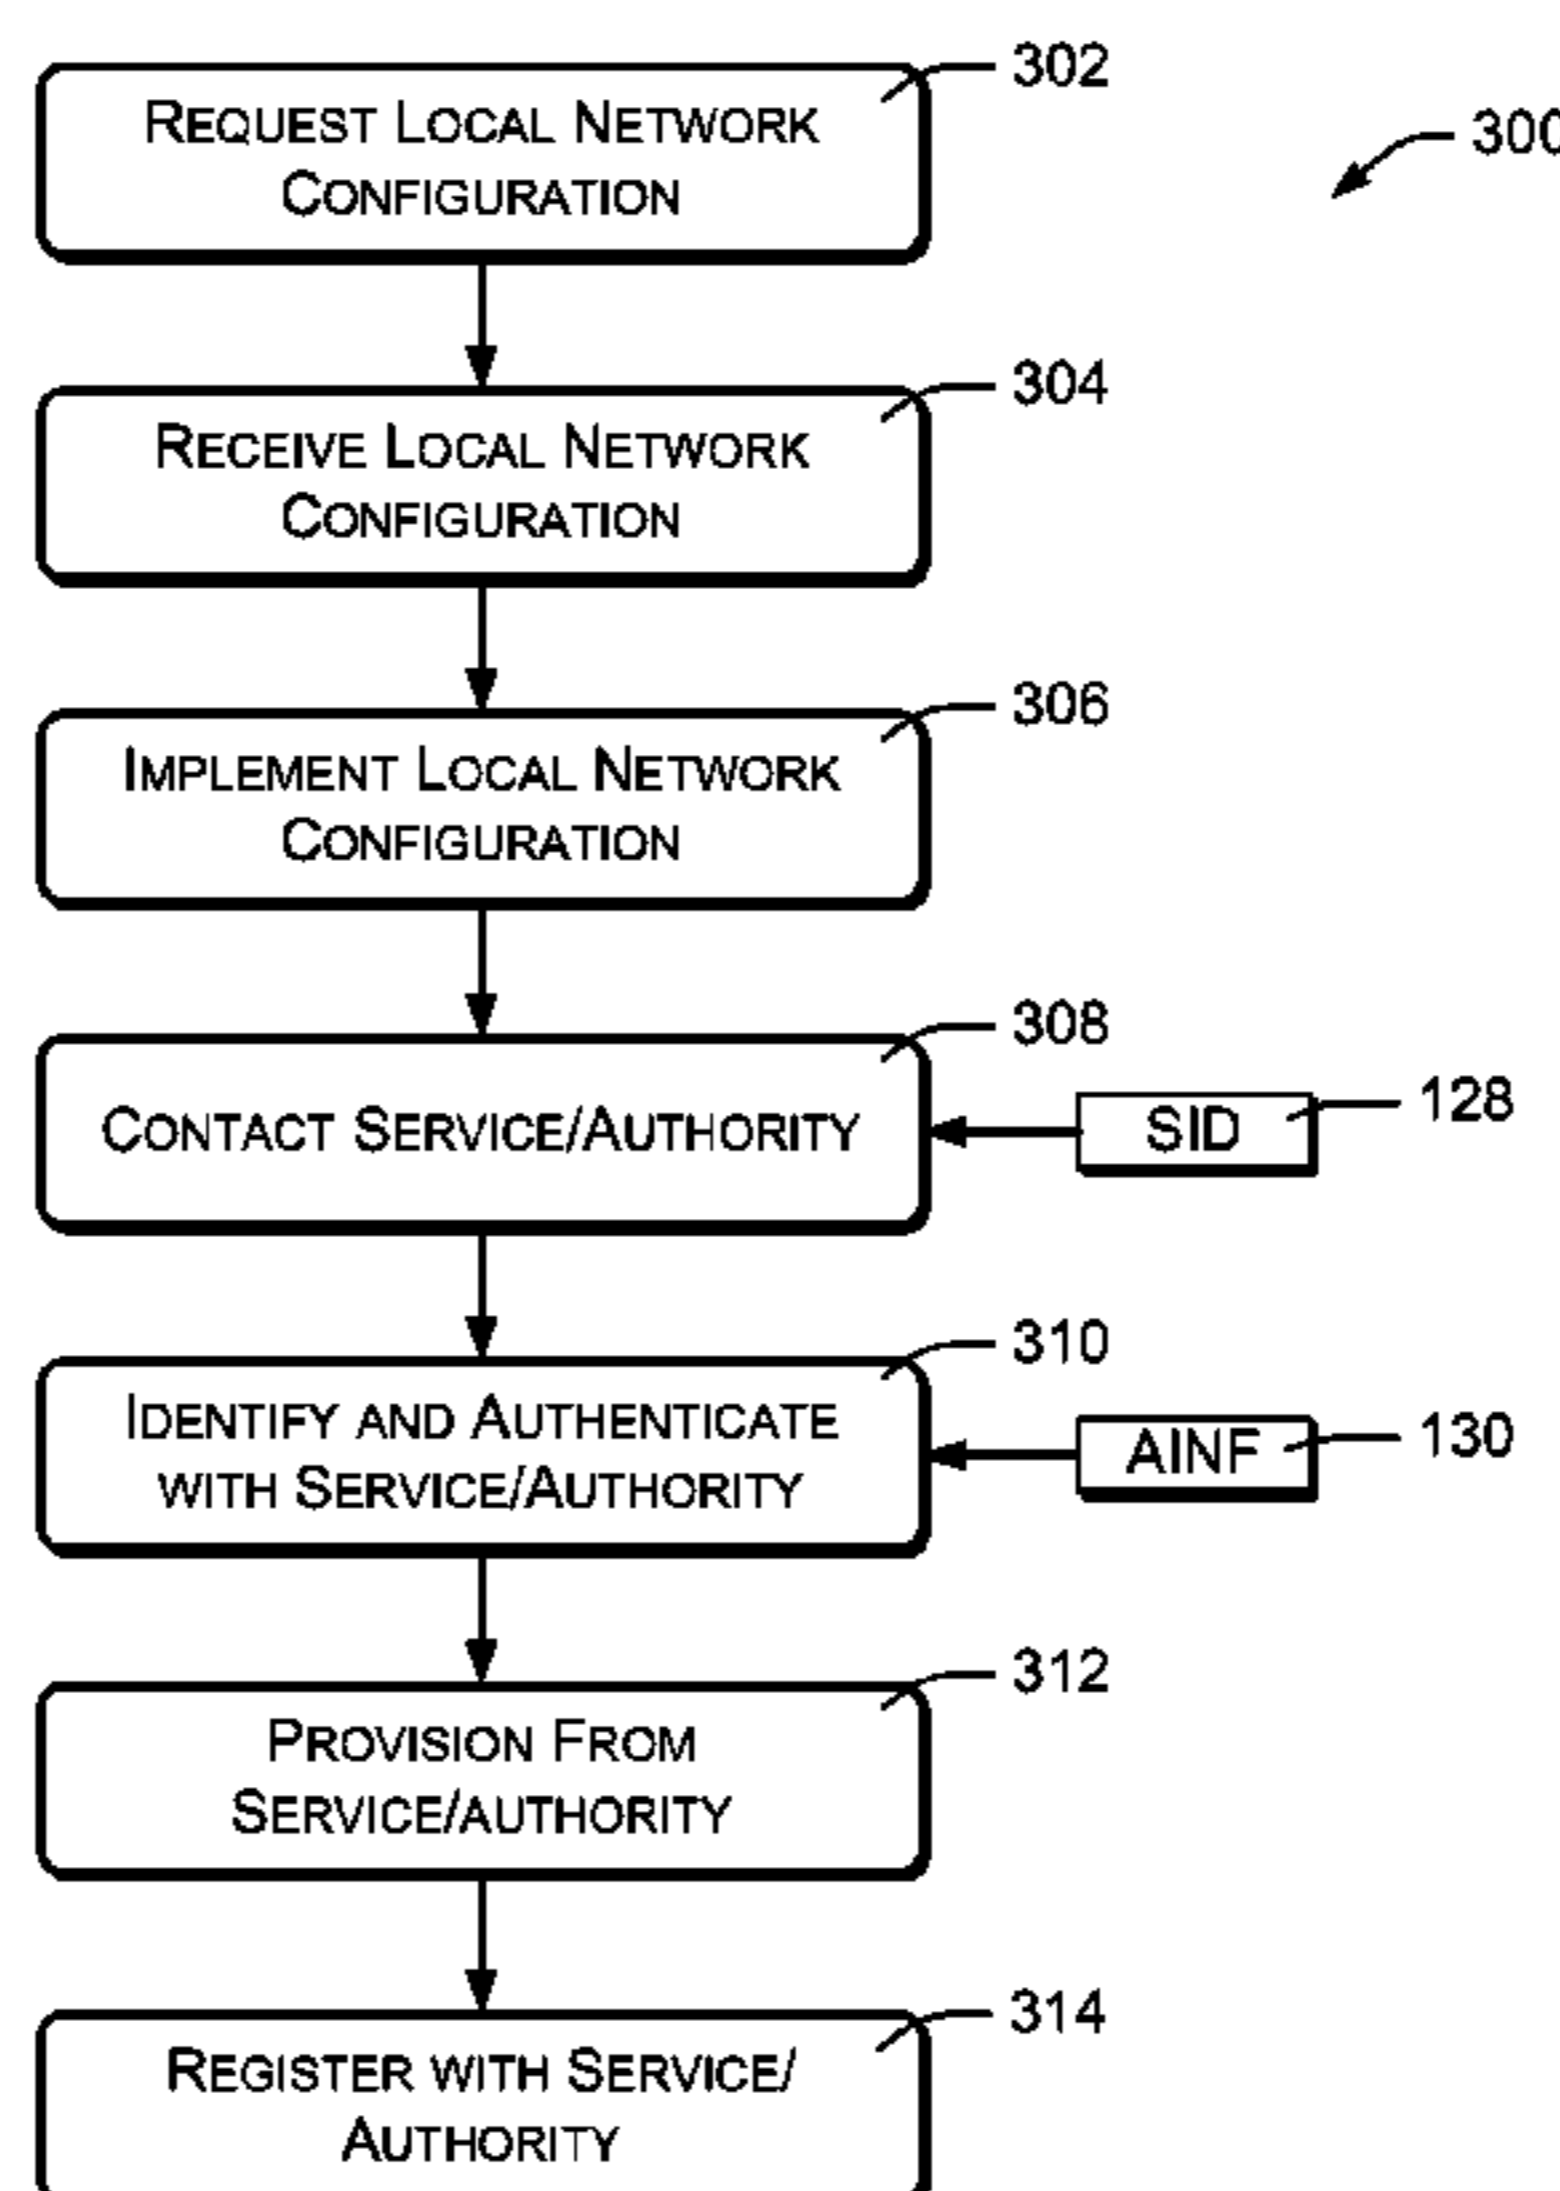 302
REQUEST LOCAL NETWORK
CONFIGURATION
300
304
RECEIVE LOCAL NETWORK
CONFIGURATION
306
IMPLEMENT LOCAL NETWORK
CONFIGURATION
308
CONTACT SERVICE/AUTHORITY
SID
128
310
IDENTIFY AND AUTHENTICATE
WITH SERVICE/AUTHORITY
AINF
130
312
PROVISION FROM
SERVICE/AUTHORITY
314
REGISTER WITH SERVICE/
AUTHORITY